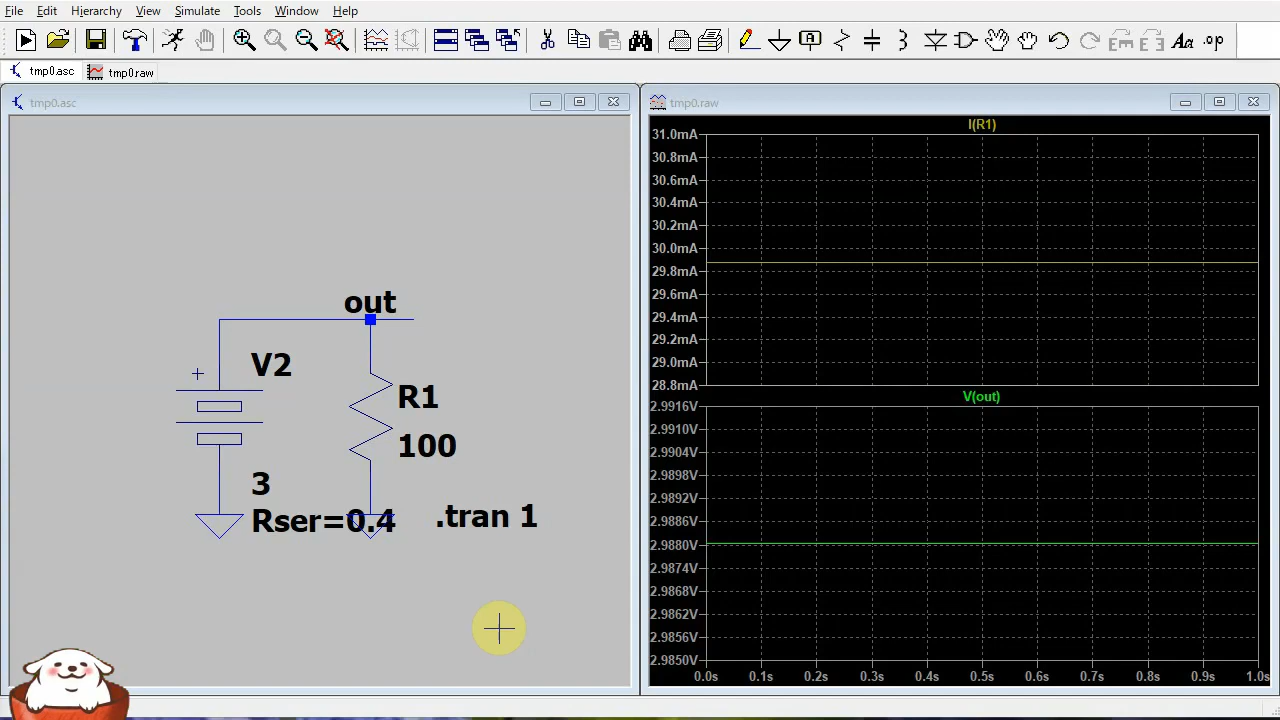 File Edit Hierarchy View Simulate Tools Window Help
A
Aa .op
tmp0.asc tmp0.raw
tmp0.asc
out
+
V2
R1
100
3
Rser=0.4
.tran 1
tmp0.raw
I(R1)
31.0mA
30.8mA
30.6mA
30.4mA
30.2mA
30.0mA
29.8mA
29.6mA
29.4mA
29.2mA
29.0mA
28.8mA
V(out)
2.9916V
2.9910V
2.9904V
2.9898V
2.9892V
2.9886V
2.9880V
2.9874V
2.9868V
2.9862V
2.9856V
2.9850V
0.0s 0.1s 0.2s 0.3s 0.4s 0.5s 0.6s 0.7s 0.8s 0.9s 1.0s